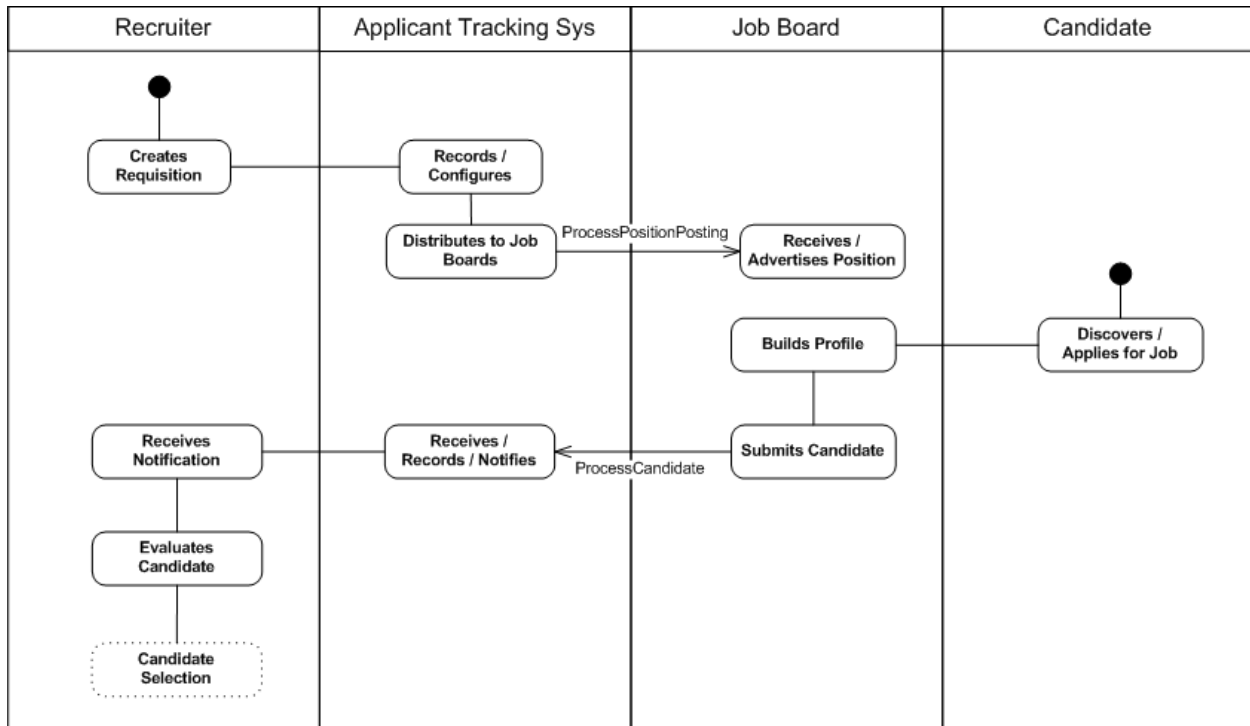 Recruiter
Applicant Tracking Sys
Job Board
Candidate
Creates
Requisition
Records /
Configures
Distributes to Job
Boards
ProcessPositionPosting
Receives /
Advertises Position
Discovers /
Applies for Job
Builds Profile
Submits Candidate
ProcessCandidate
Receives /
Records / Notifies
Receives
Notification
Evaluates
Candidate
Candidate
Selection